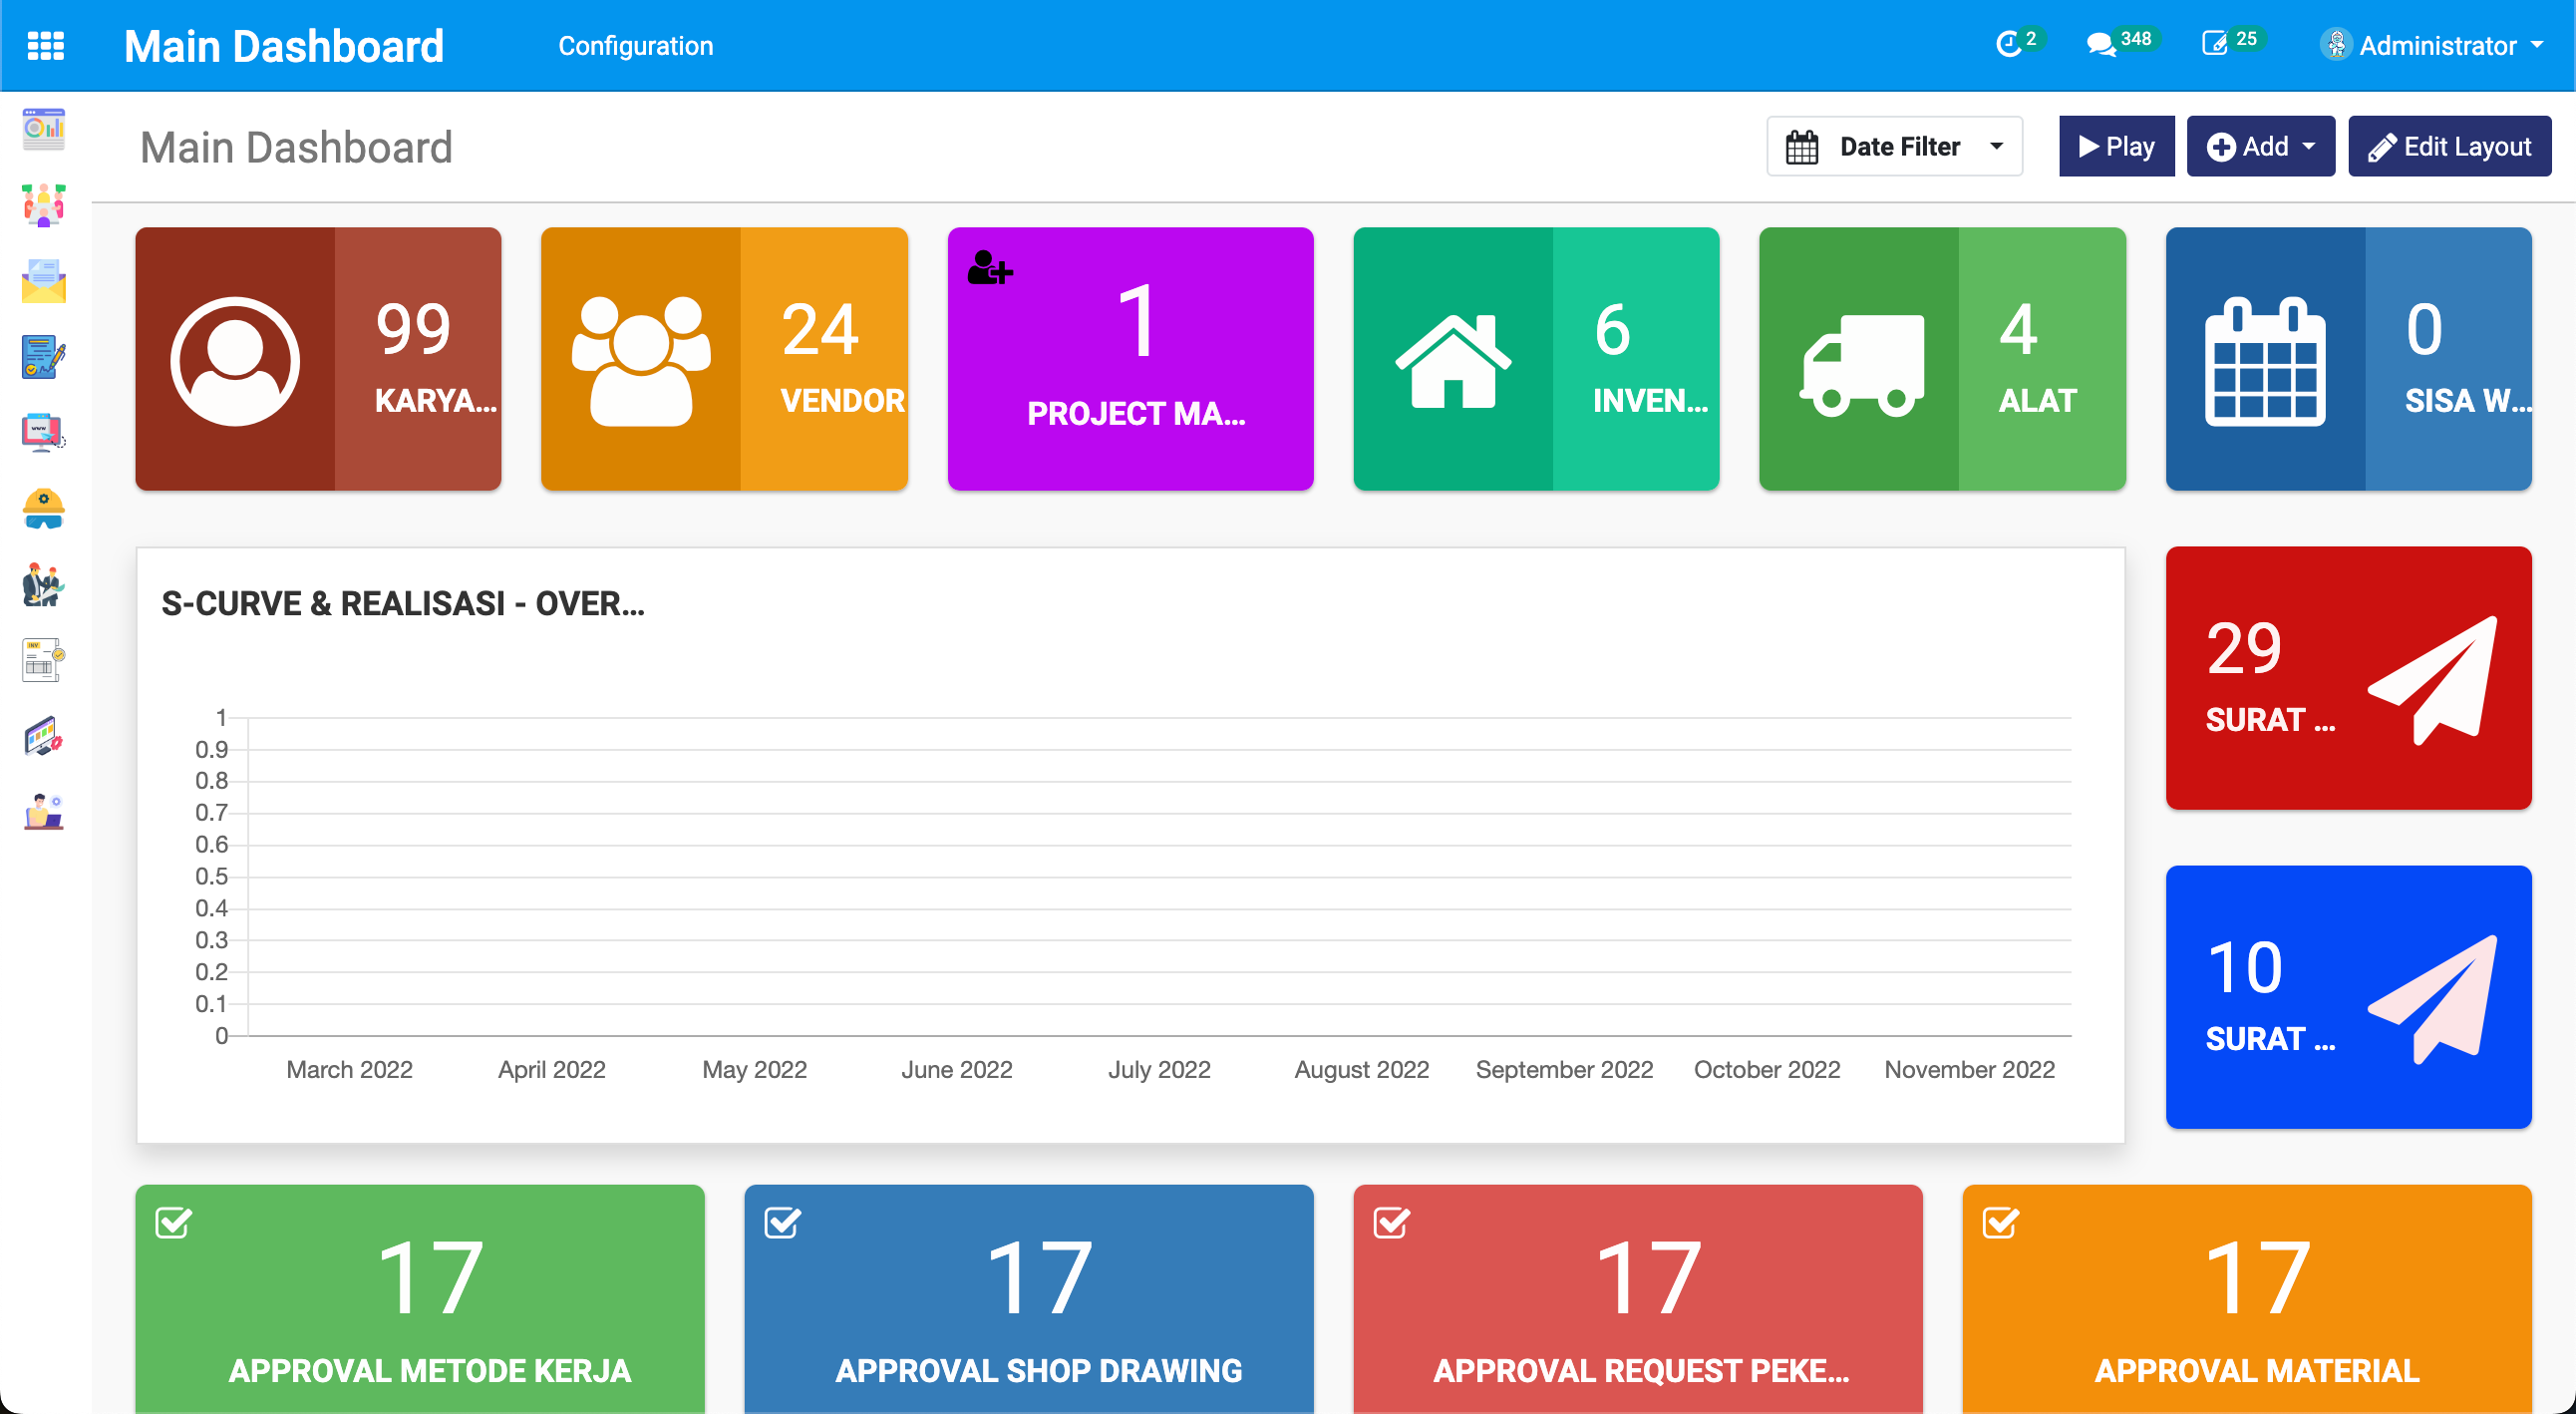 Main Dashboard
Configuration
2
348
25
Administrator
Main Dashboard
Date Filter
Play
Add
Edit Layout
99
KARYA...
24
VENDOR
1
PROJECT MA...
6
INVEN...
4
ALAT
0
SISA W...
S-CURVE & REALISASI - OVER...
1
0.9
0.8
0.7
0.6
0.5
0.4
0.3
0.2
0.1
0
March 2022 April 2022 May 2022 June 2022 July 2022 August 2022 September 2022 October 2022 November 2022
29
SURAT ...
10
SURAT ...
17
APPROVAL METODE KERJA
17
APPROVAL SHOP DRAWING
17
APPROVAL REQUEST PEKE...
17
APPROVAL MATERIAL